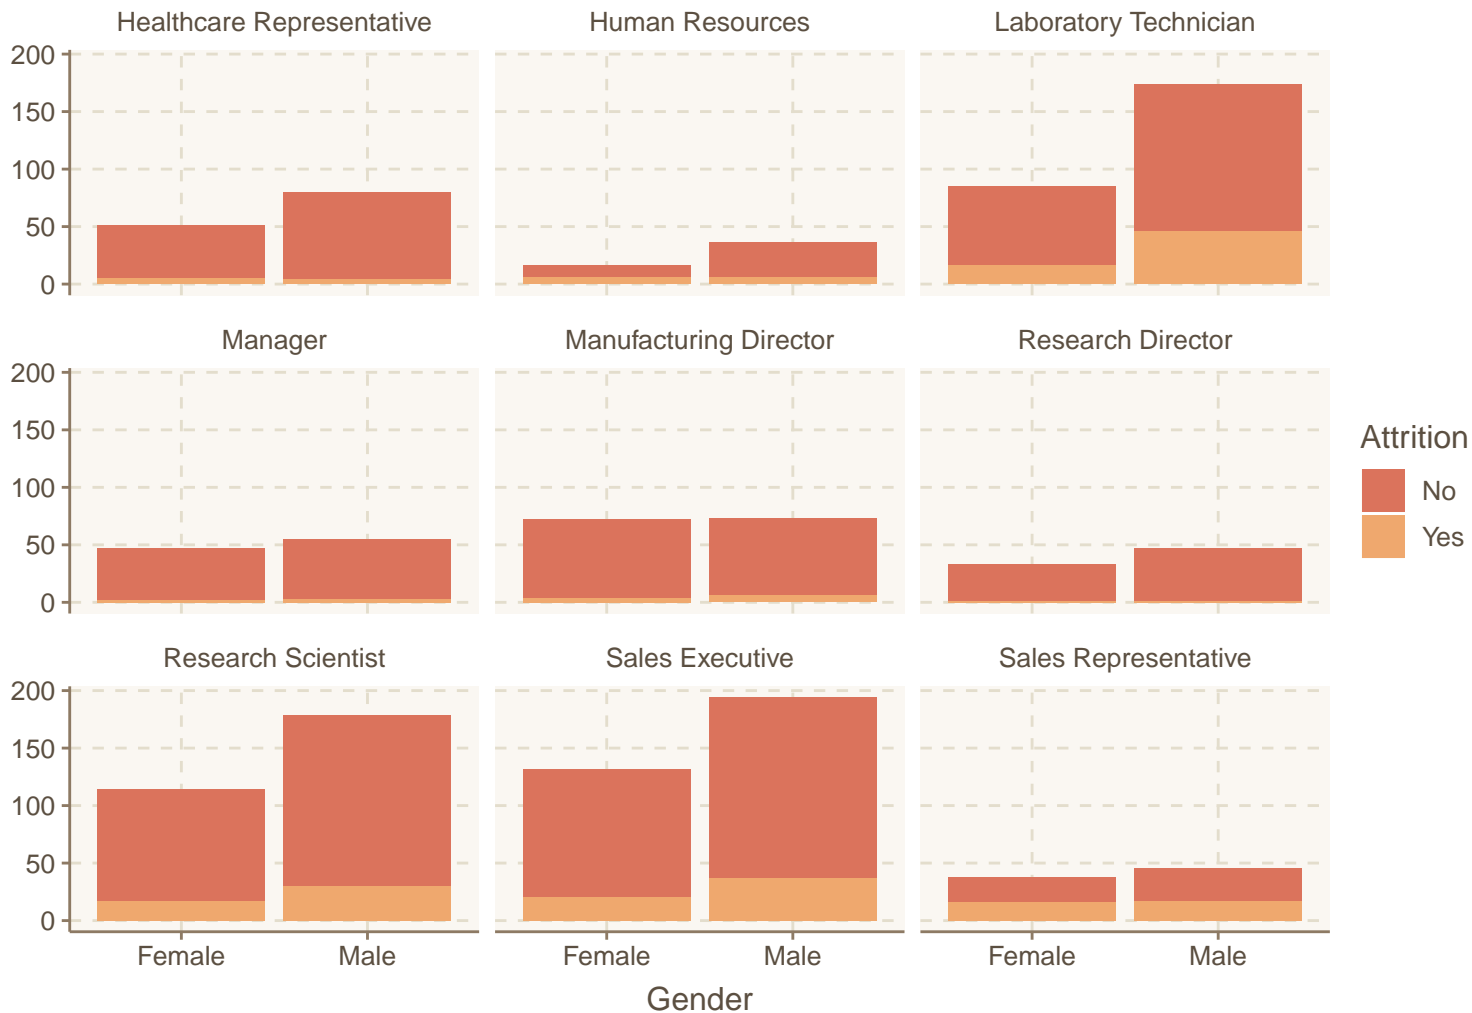 Healthcare Representative
Human Resources
Laboratory Technician
200
150
100
50
0
Manager
Manufacturing Director
Research Director
200
150
100
50
0
Attrition
No
Yes
Research Scientist
Sales Executive
Sales Representative
200
150
100
50
0
Female
Male
Female
Male
Female
Male
Gender